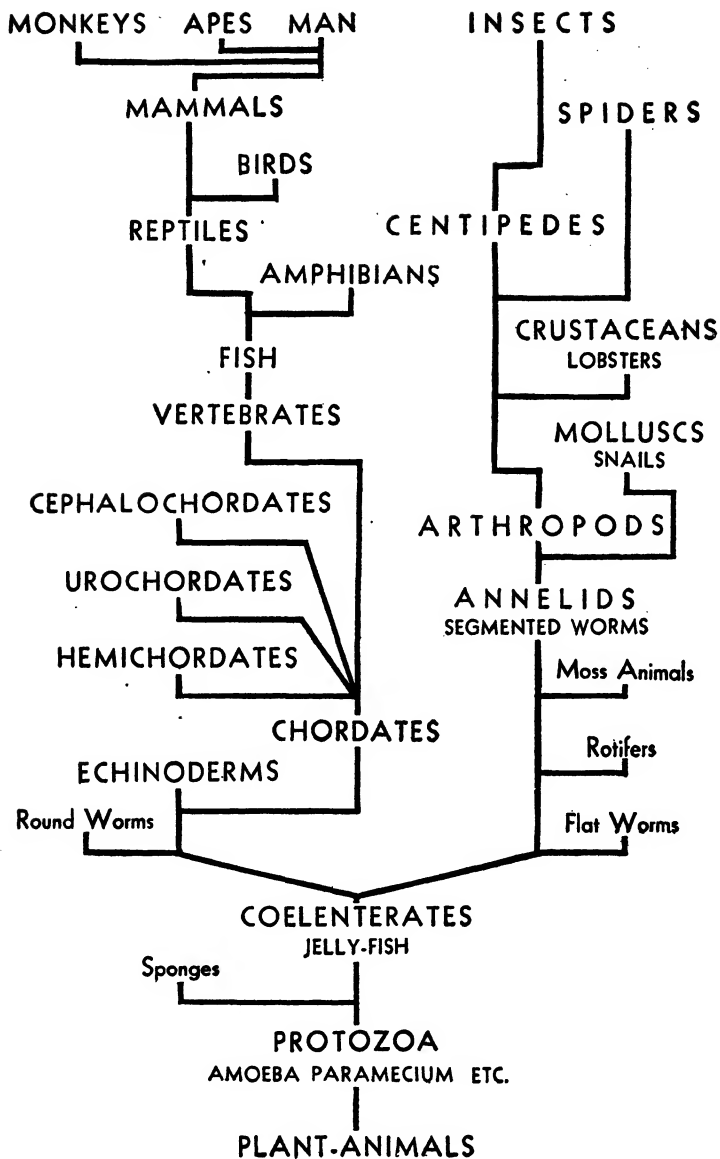 MONKEYS APES MAN INSECTS
MAMMALS SPIDERS
BIRDS
REPTILES CENTIPEDES
AMPHIBIANS
CRUSTACEANS
FISH LOBSTERS
VERTEBRATES
MOLLUSCS
SNAILS
CEPHALOCHORDATES
ARTHROPODS
UROCHORDATES
ANNELIDS
SEGMENTED WORMS
HEMICHORDATES
Moss Animals
CHORDATES
Rotifers
ECHINODERMS
Round Worms Flat Worms
COELENTERATES
JELLY-FISH
Sponges
PROTOZOA
AMOEBA PARAMECIUM ETC.
PLANT-ANIMALS